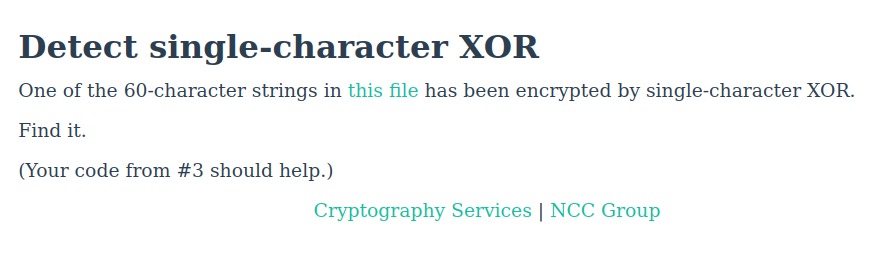 Detect single-character XOR
One of the 60-character strings in this file has been encrypted by single-character XOR.
Find it.
(Your code from #3 should help.)
Cryptography Services | NCC Group